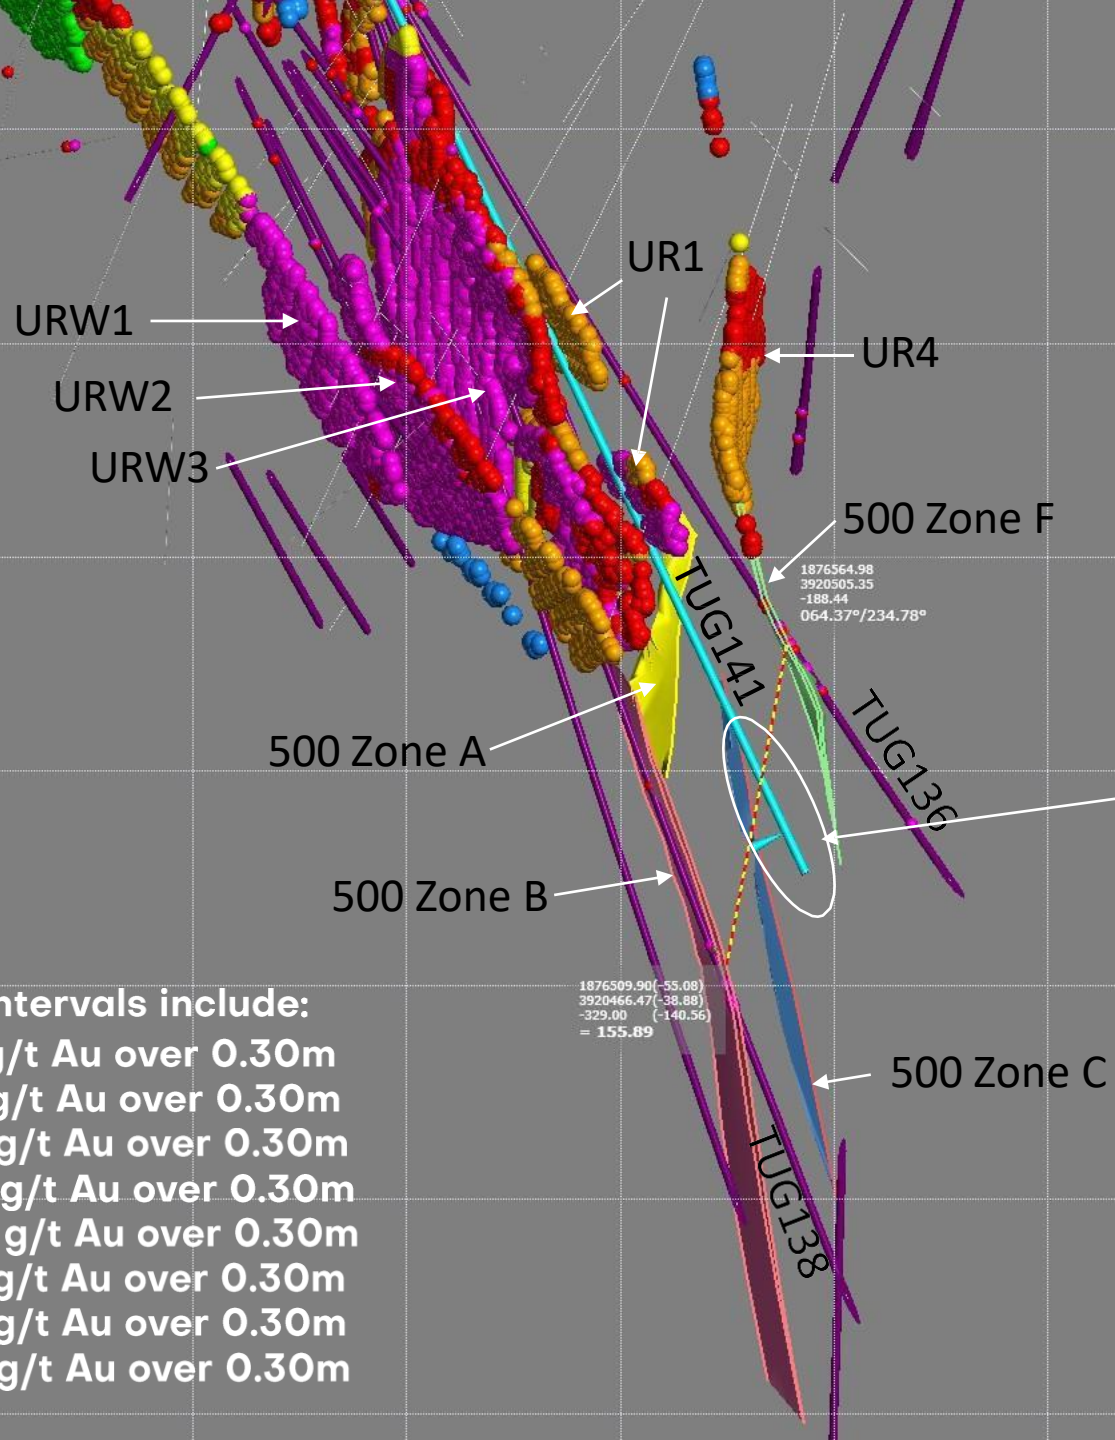 UR1
URW1
UR4
URW2
URW3
500 Zone F
1876564.98
3920505.35
-188.44
064.37°/234.78°
TUG141
TUG136
500 Zone A
500 Zone B
1876509.90(-55.08)
3920466.47(-38.88)
-329.00 (-140.56)
= 155.89
ntervals include:
g/t Au over 0.30m
g/t Au over 0.30m
g/t Au over 0.30m
g/t Au over 0.30m
g/t Au over 0.30m
g/t Au over 0.30m
g/t Au over 0.30m
g/t Au over 0.30m
500 Zone C
TUG138